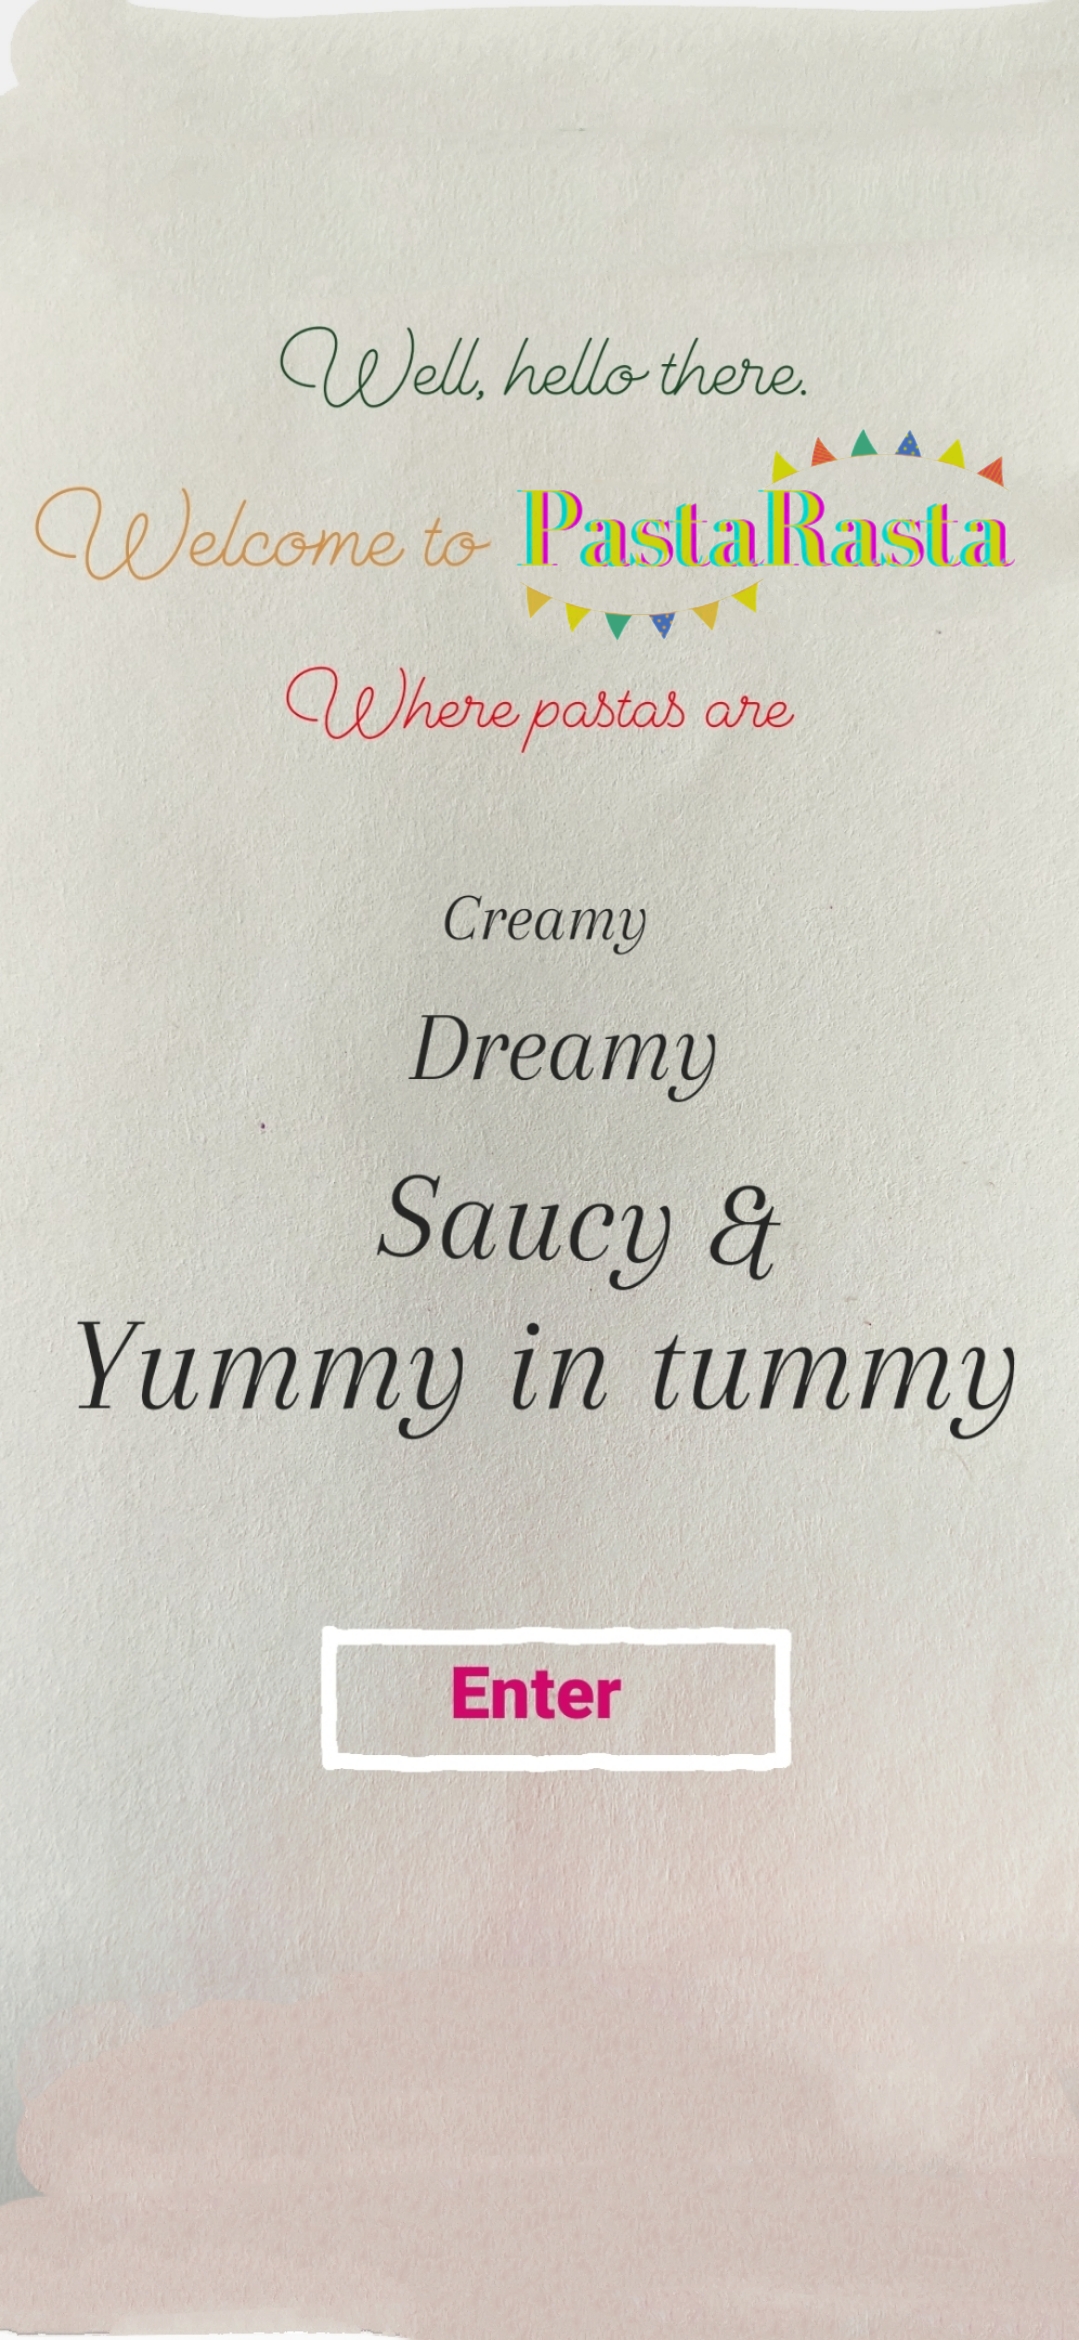 Well, hello there.
Welcome to PastaRasta
Where pastas are
Creamy
Dreamy
Saucy &
Yummy in tummy
Enter